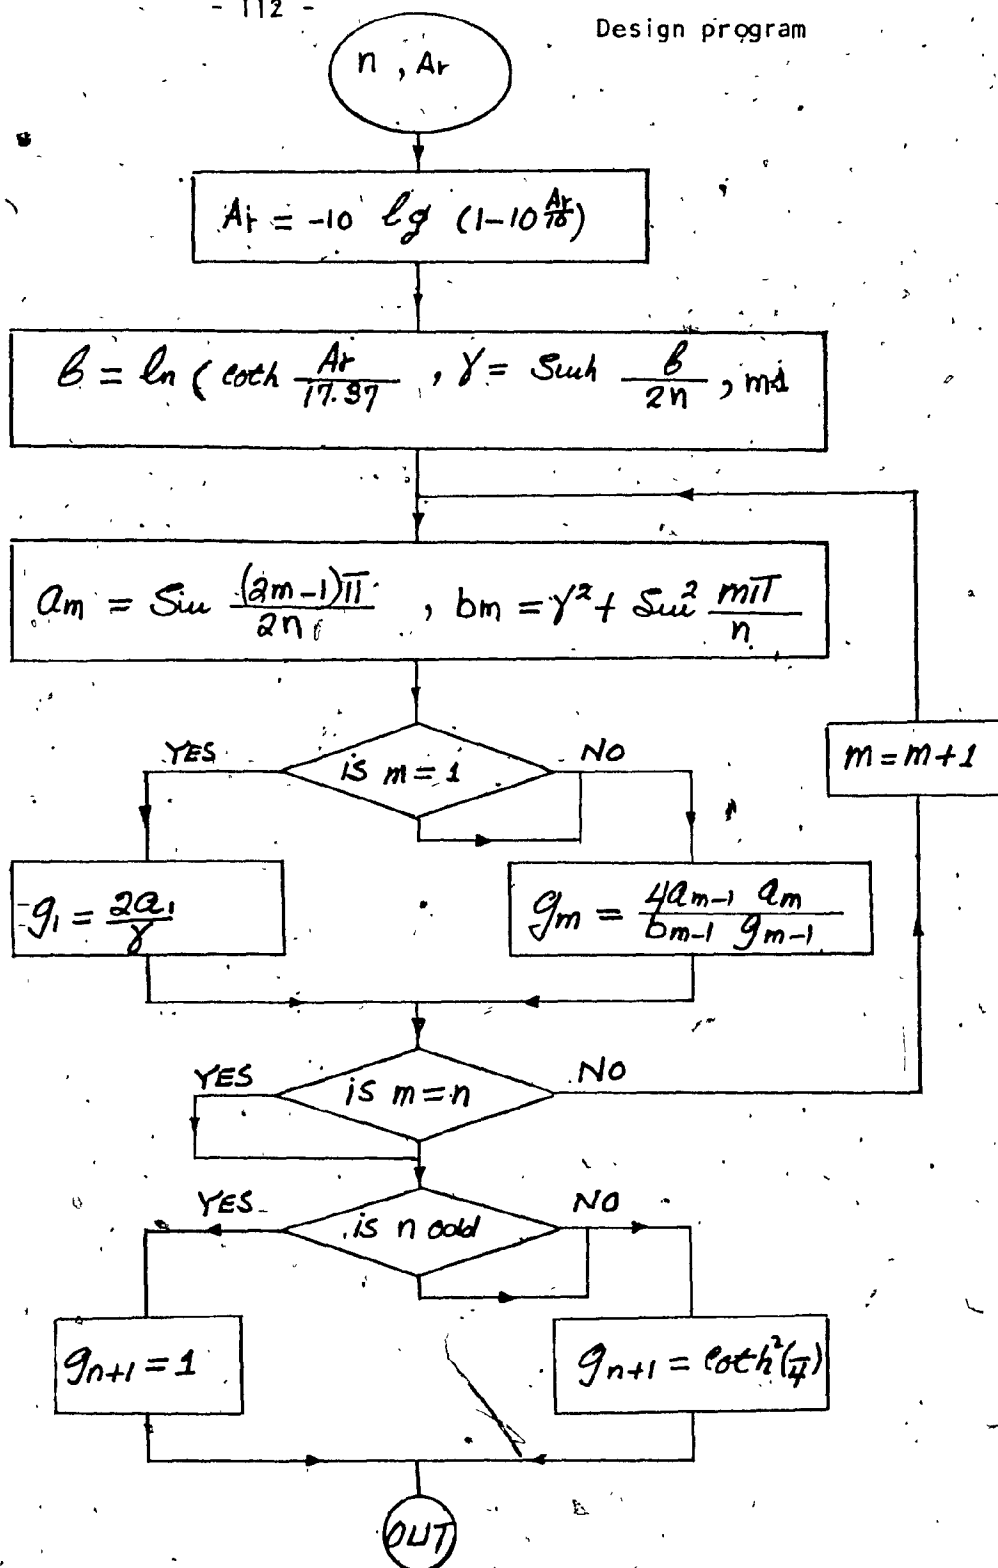 - 112 -
Design program
n , Ar
Ar = -10 lg (1-10^{Ar/10})
b = ln ( coth Ar/17.37 , γ = Sinh b/2n , m=1
am = Sin (2m-1)π/2n , bm = γ² + Sin² mπ/n
is m = 1
YES
NO
m = m+1
g₁ = 2a₁/γ
gm = 4am-1 am / bm-1 gm-1
is m = n
YES
NO
is n odd
YES
NO
gn+1 = 1
gn+1 = coth²(/4)
OUT